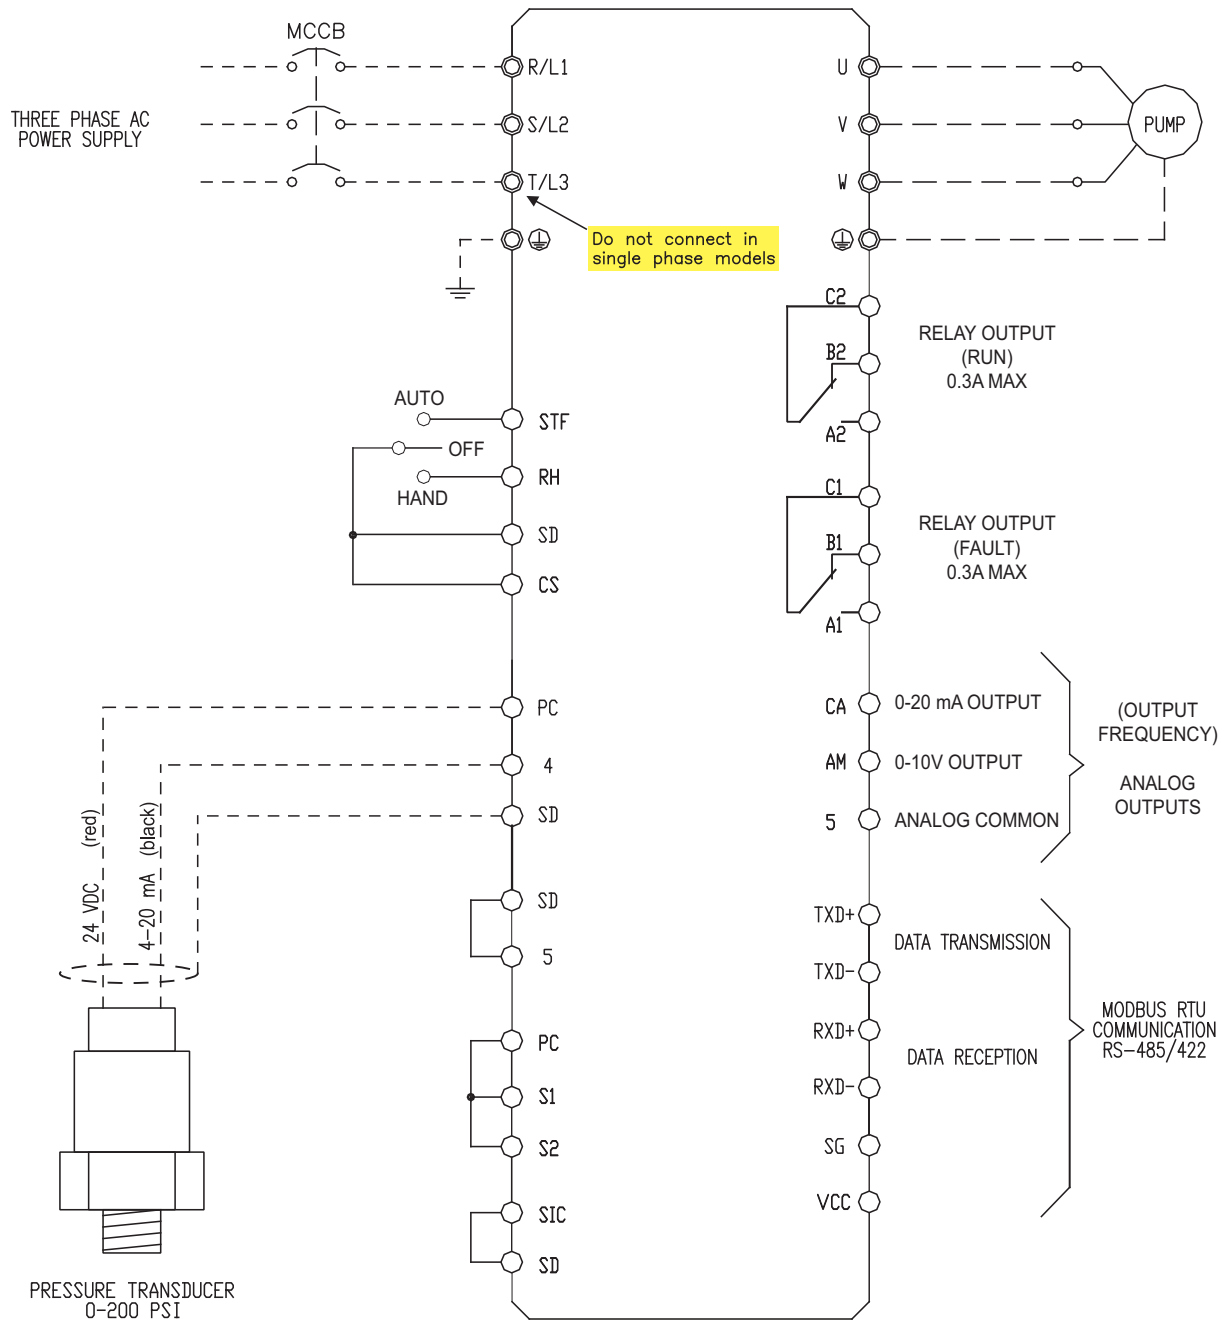 MCCB
THREE PHASE AC
POWER SUPPLY
R/L1
S/L2
T/L3
Do not connect in
single phase models
U
V
W
PUMP
C2
B2
A2
RELAY OUTPUT
(RUN)
0.3A MAX
AUTO
STF
OFF
RH
HAND
SD
CS
C1
B1
A1
RELAY OUTPUT
(FAULT)
0.3A MAX
PC
4
SD
24 VDC (red)
4-20 mA (black)
SD
5
PC
S1
S2
SIC
SD
PRESSURE TRANSDUCER
0-200 PSI
CA
0-20 mA OUTPUT
AM
0-10V OUTPUT
5
ANALOG COMMON
(OUTPUT
FREQUENCY)
ANALOG
OUTPUTS
TXD+
DATA TRANSMISSION
TXD-
RXD+
DATA RECEPTION
RXD-
SG
VCC
MODBUS RTU
COMMUNICATION
RS-485/422